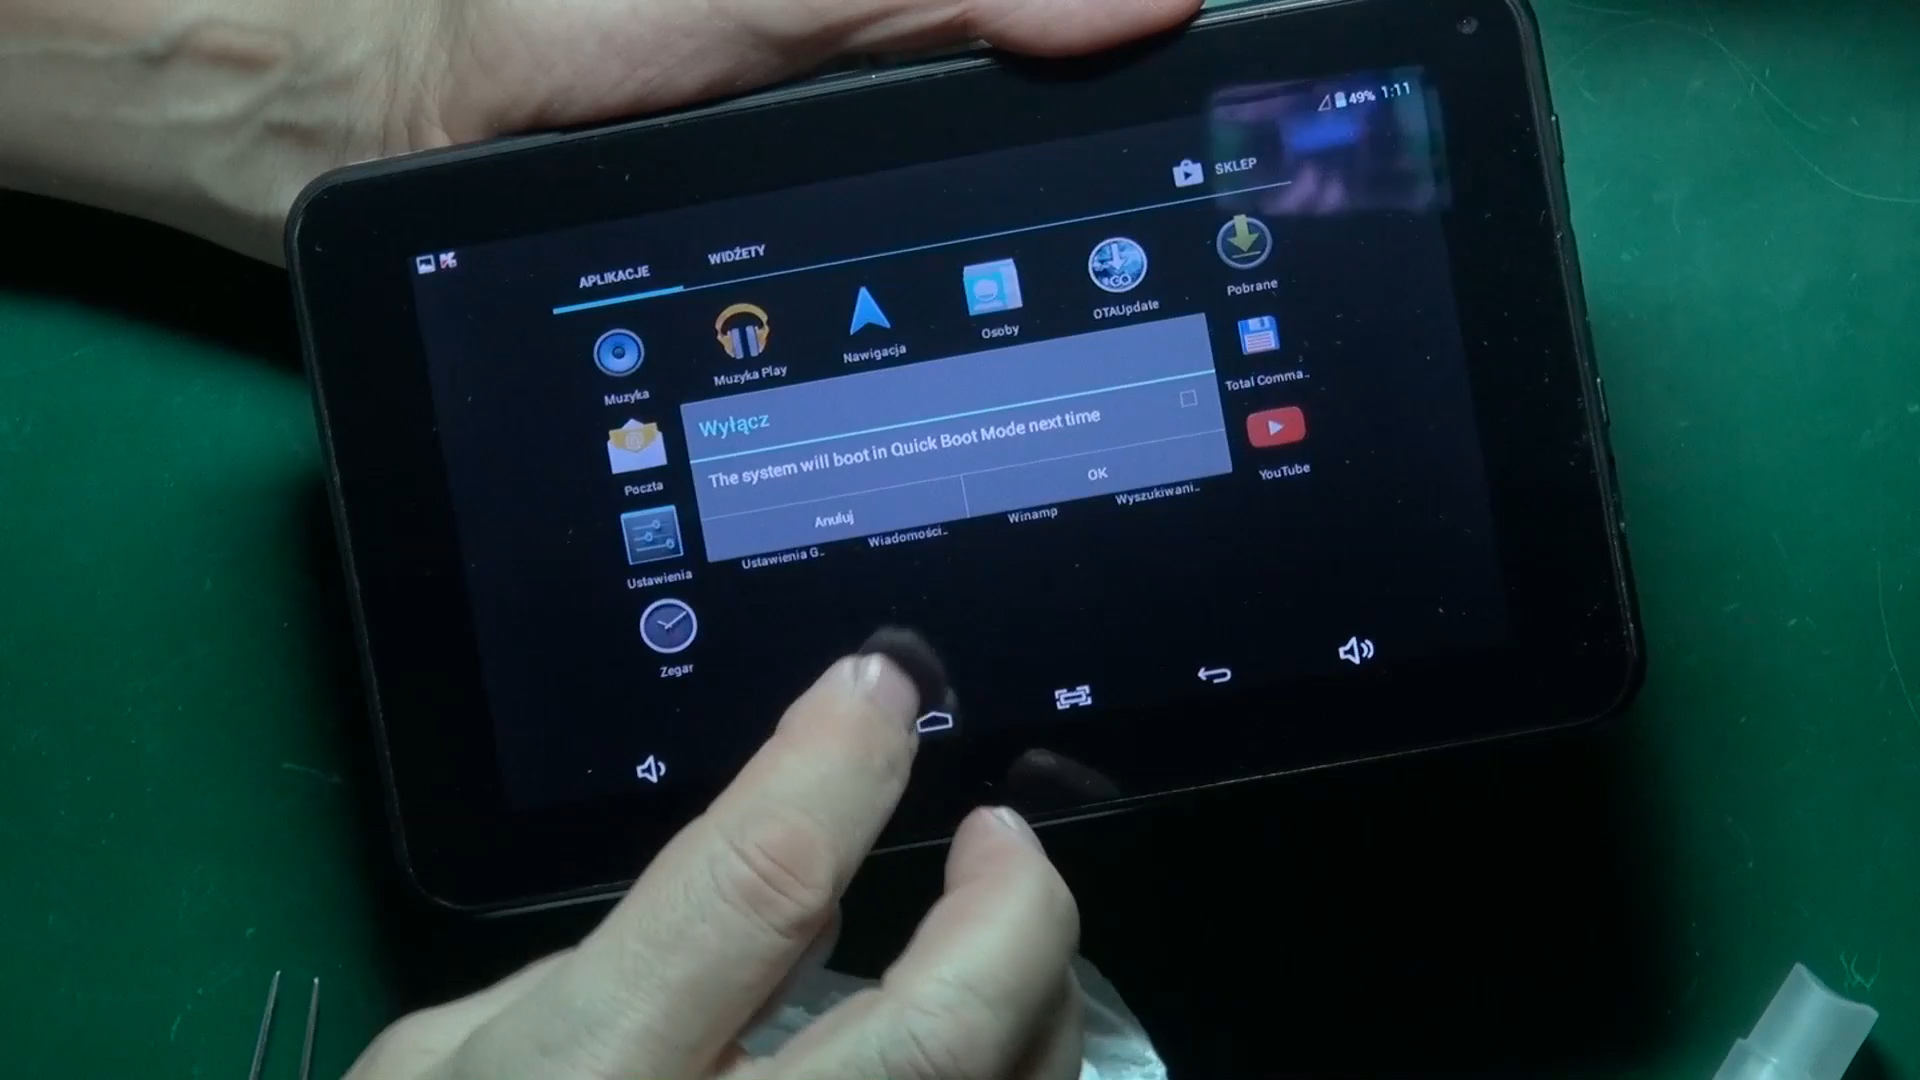 49% 1:11
SKLEP
APLIKACJE
WIDŻETY
Muzyka
Muzyka Play
Nawigacja
Osoby
OTAUpdate
Pobrane
Wyłącz
The system will boot in Quick Boot Mode next time
Anuluj
OK
Poczta
Total Comma..
Ustawienia
Ustawienia G..
Wiadomości..
Winamp
Wyszukiwani..
YouTube
Zegar